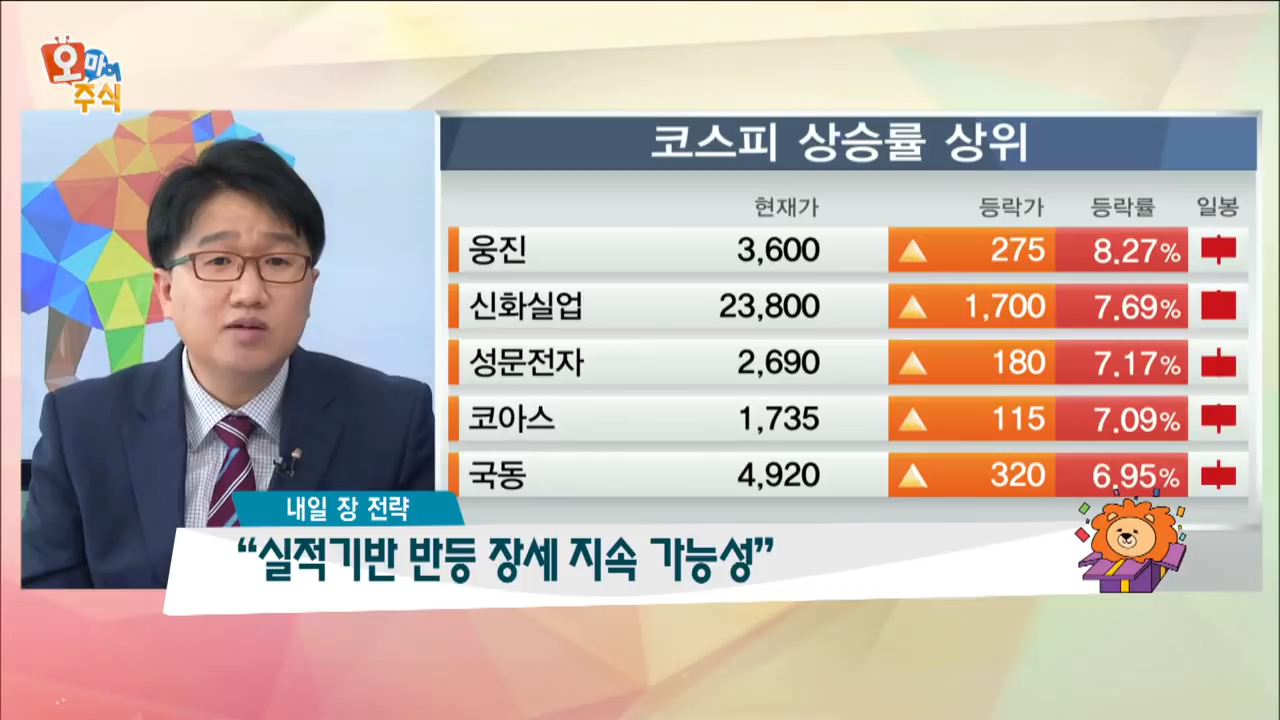 오마이
주식
코스피 상승률 상위
현재가 등락가 등락률 일봉
웅진 3,600 ▲ 275 8.27%
신화실업 23,800 ▲ 1,700 7.69%
성문전자 2,690 ▲ 180 7.17%
코아스 1,735 ▲ 115 7.09%
국동 4,920 ▲ 320 6.95%
내일 장 전략
“실적기반 반등 장세 지속 가능성”